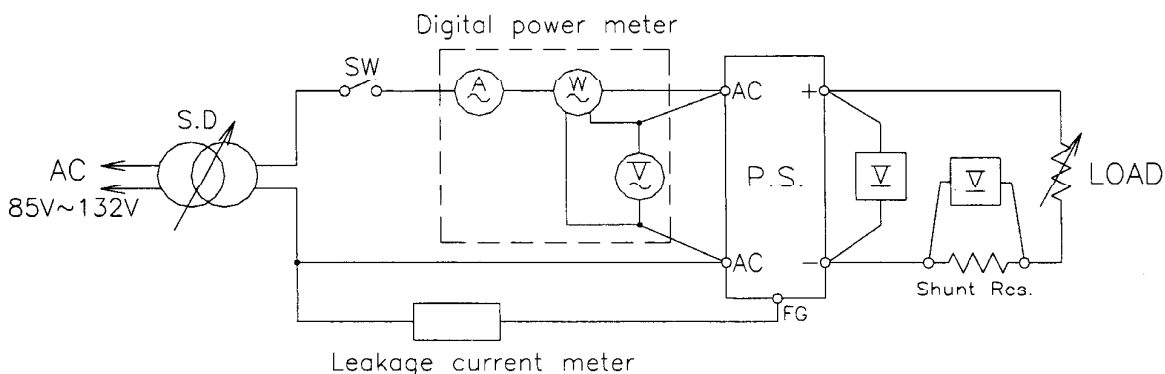 Digital power meter
SW
A
W
S.D
AC
+
AC
85V~132V
V
P.S.
V
V
LOAD
AC
−
Shunt Res.
FG
Leakage current meter